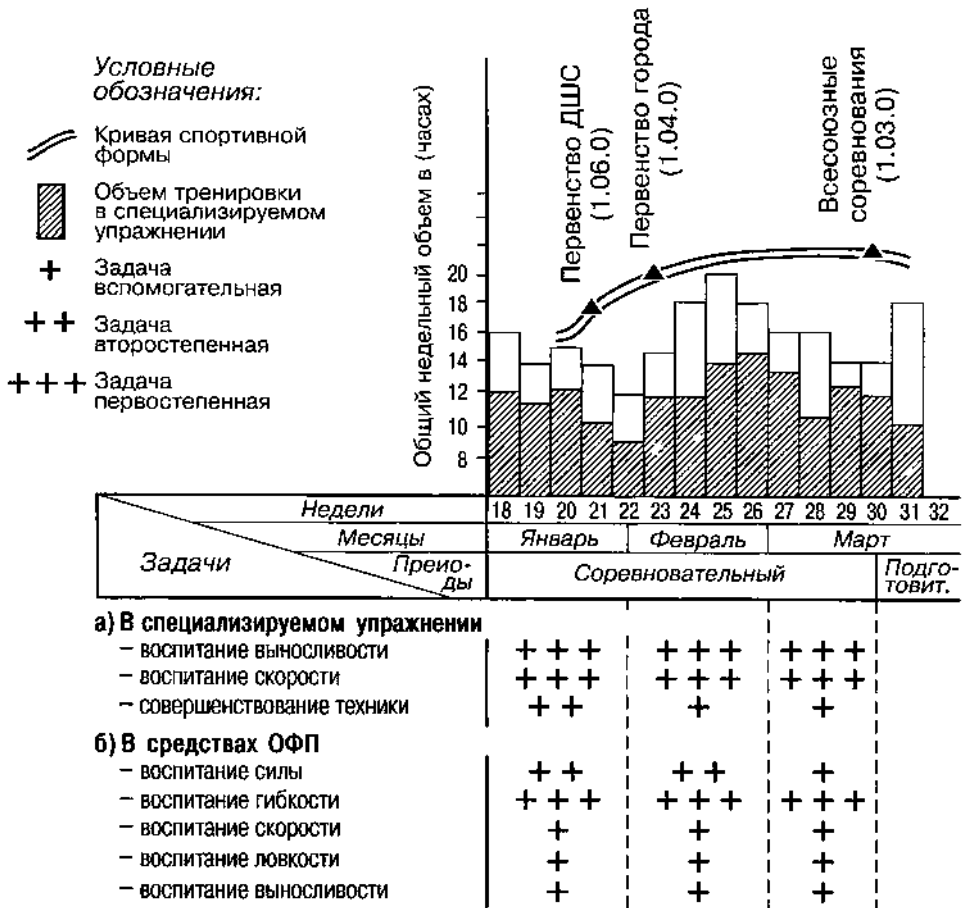 Условные
обозначения:
Кривая спортивной
формы
Объем тренировки
в специализируемом
упражнении
+ Задача
вспомогательная
++ Задача
второстепенная
+++ Задача
первостепенная
Общий недельный объем в (часах)
20
18
16
14
12
10
8
Первенство ДШС
(1.06.0)
Первенство города
(1.04.0)
Всесоюзные
соревнования
(1.03.0)
Недели
18 19 20 21 22 23 24 25 26 27 28 29 30 31 32
Месяцы
Январь Февраль Март
Задачи
Преио-
ды
Соревновательный
Подго-
товит.
а) В специализируемом упражнении
– воспитание выносливости +++ +++ +++
– воспитание скорости +++ +++ +++
– совершенствование техники ++ + +
б) В средствах ОФП
– воспитание силы ++ ++ +
– воспитание гибкости +++ +++ +++
– воспитание скорости + + +
– воспитание ловкости + + +
– воспитание выносливости + + +